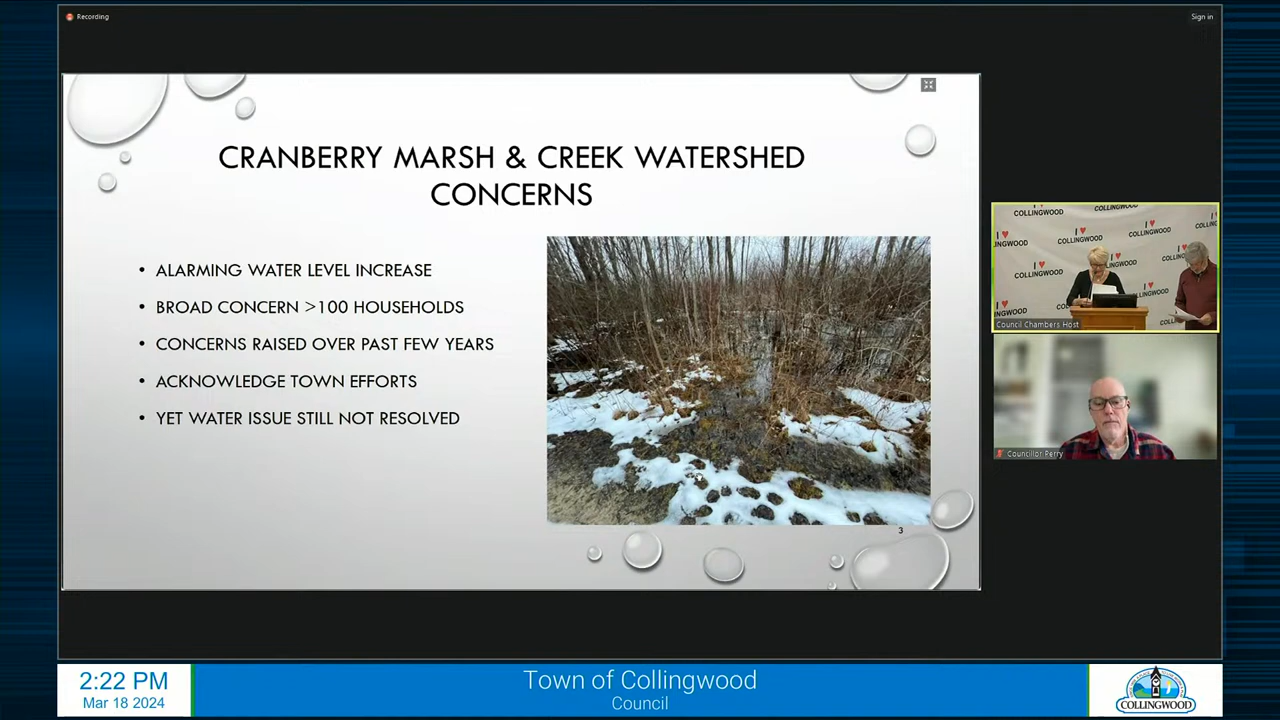 Recording
Sign in
CRANBERRY MARSH & CREEK WATERSHED
CONCERNS
• ALARMING WATER LEVEL INCREASE
• BROAD CONCERN >100 HOUSEHOLDS
• CONCERNS RAISED OVER PAST FEW YEARS
• ACKNOWLEDGE TOWN EFFORTS
• YET WATER ISSUE STILL NOT RESOLVED
3
I ♥
COLLINGWOOD
Council Chambers Host
Councillor Perry
2:22 PM
Mar 18 2024
Town of Collingwood
Council
COLLINGWOOD